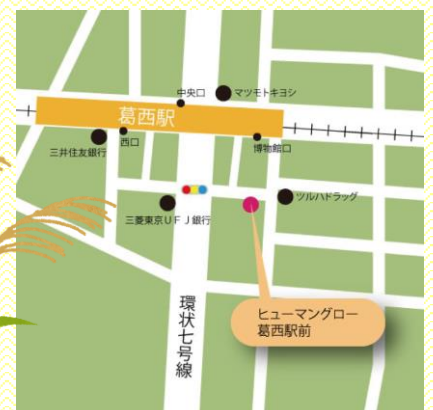 中央口
マツモトキヨシ
葛西駅
三井住友銀行
西口
博物館口
ツルハドラッグ
三菱東京ＵＦＪ銀行
環状七号線
ヒューマングロー
葛西駅前